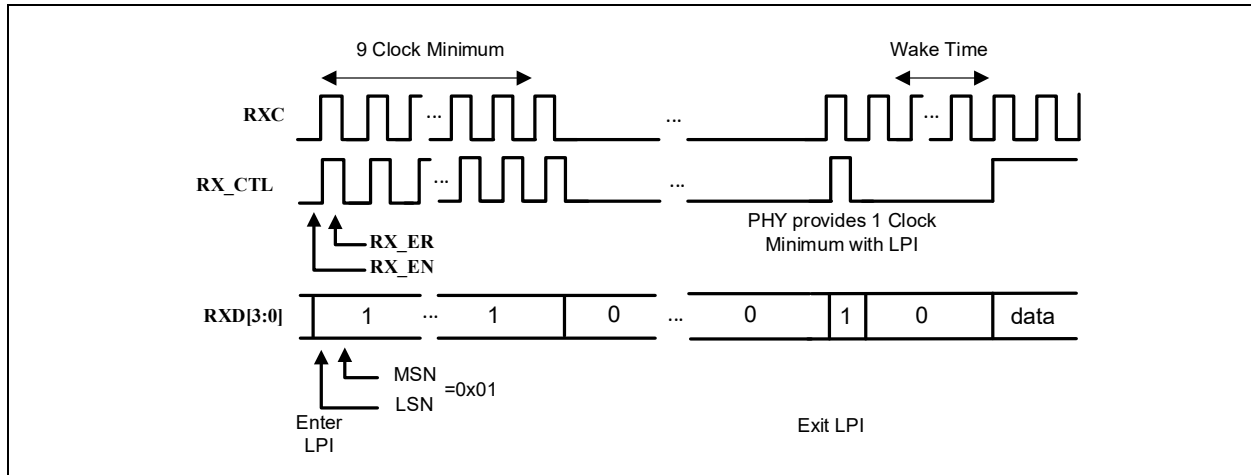 9 Clock Minimum
Wake Time
RXC
...
...
...
RX_CTL
...
...
PHY provides 1 Clock
Minimum with LPI
RX_ER
RX_EN
RXD[3:0]
1 ... 1 0 ... 0 1 0 data
MSN
=0x01
LSN
Enter
LPI
Exit LPI